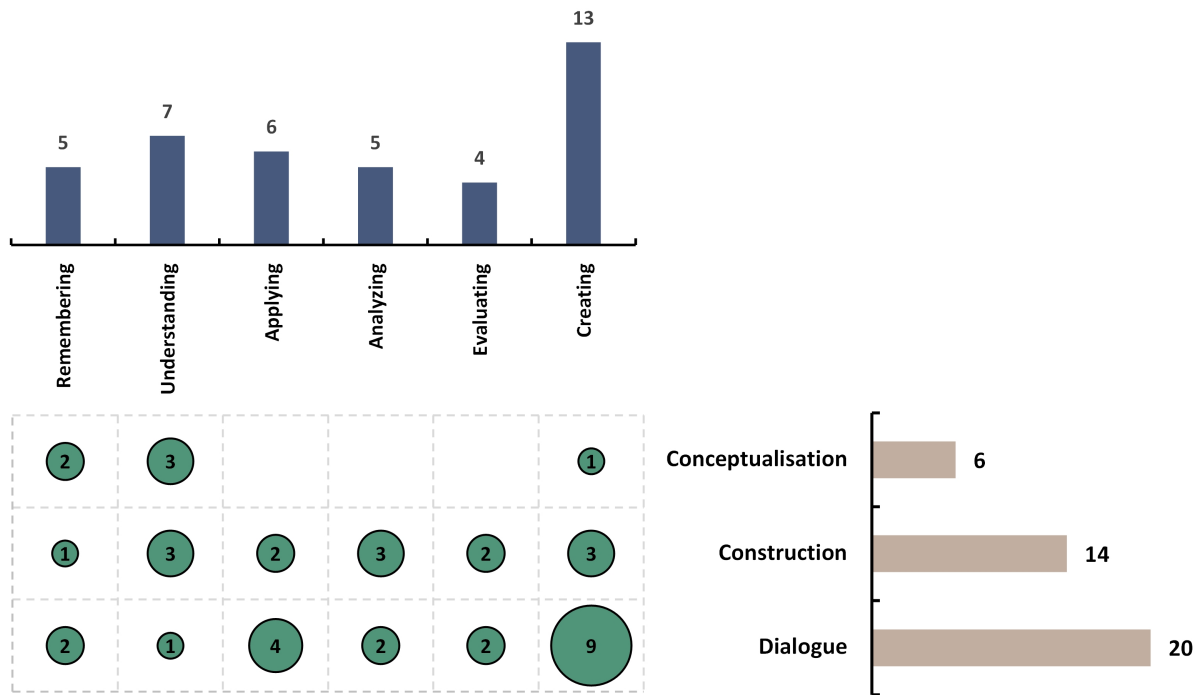 13
7
6
5
5
4
Remembering
Understanding
Applying
Analyzing
Evaluating
Creating
2 3 1 Conceptualisation 6
1 3 2 3 2 3 Construction 14
2 1 4 2 2 9 Dialogue 20